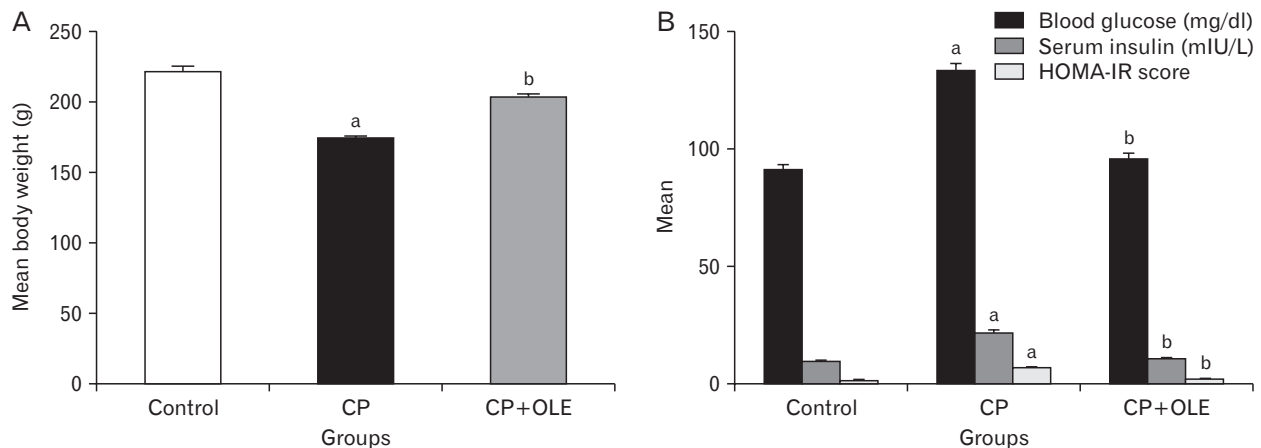 A
250
200
150
100
50
0
Mean body weight (g)
a
b
Control CP CP+OLE
Groups
B
Blood glucose (mg/dl)
Serum insulin (mIU/L)
HOMA-IR score
150
100
50
0
Mean
a
a
a
b
b
b
Control CP CP+OLE
Groups